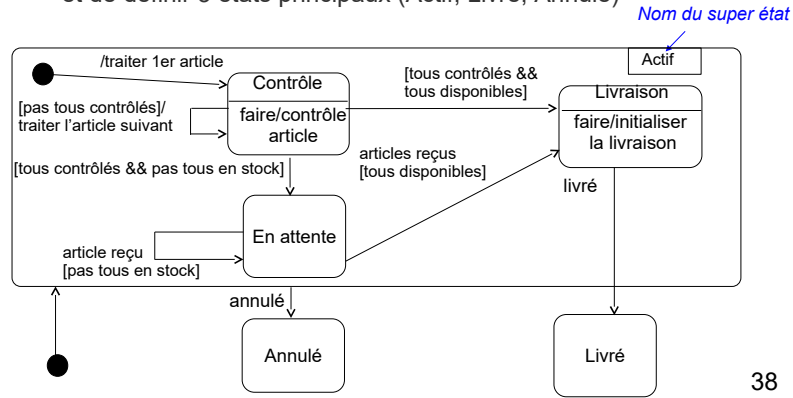 et de définir 3 états principaux (Actif, Livré, Annulé)
Nom du super état
Actif
/traiter 1er article
Contrôle
faire/contrôle
article
[pas tous contrôlés]/
traiter l'article suivant
[tous contrôlés &&
tous disponibles]
Livraison
faire/initialiser
la livraison
[tous contrôlés && pas tous en stock]
articles reçus
[tous disponibles]
livré
En attente
article reçu
[pas tous en stock]
annulé
Annulé
Livré
38